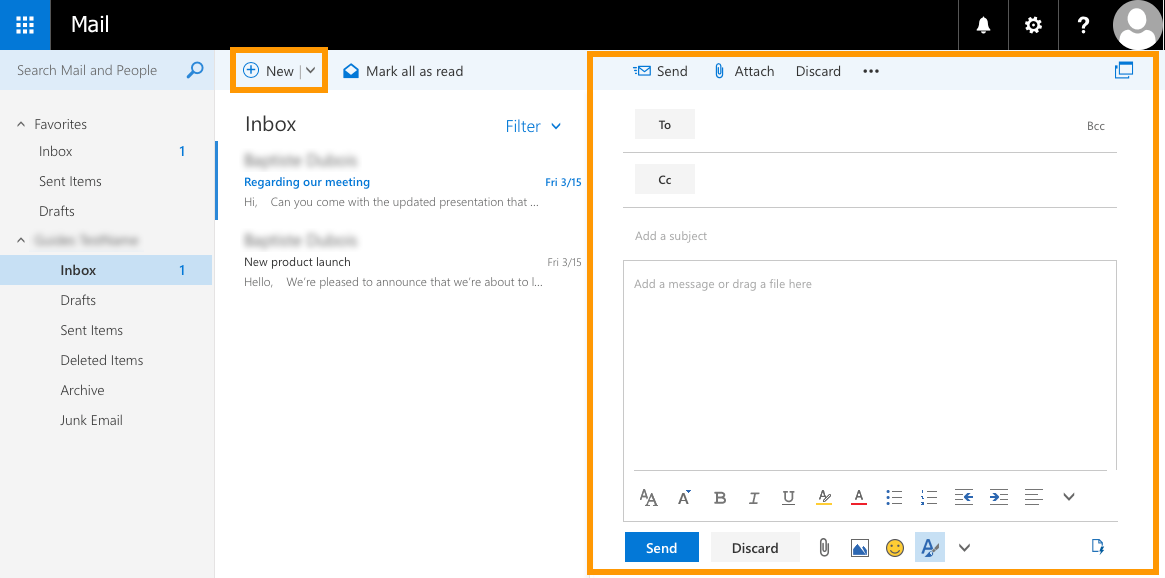 Mail
?
Search Mail and People
New
Mark all as read
Favorites
Inbox 1
Sent Items
Drafts
Inbox 1
Drafts
Sent Items
Deleted Items
Archive
Junk Email
Inbox
Filter
Regarding our meeting Fri 3/15
Hi, Can you come with the updated presentation that ...
New product launch Fri 3/15
Hello, We're pleased to announce that we're about to l...
Send Attach Discard •••
To Bcc
Cc
Add a subject
Add a message or drag a file here
AA A B I U A A
Send Discard A